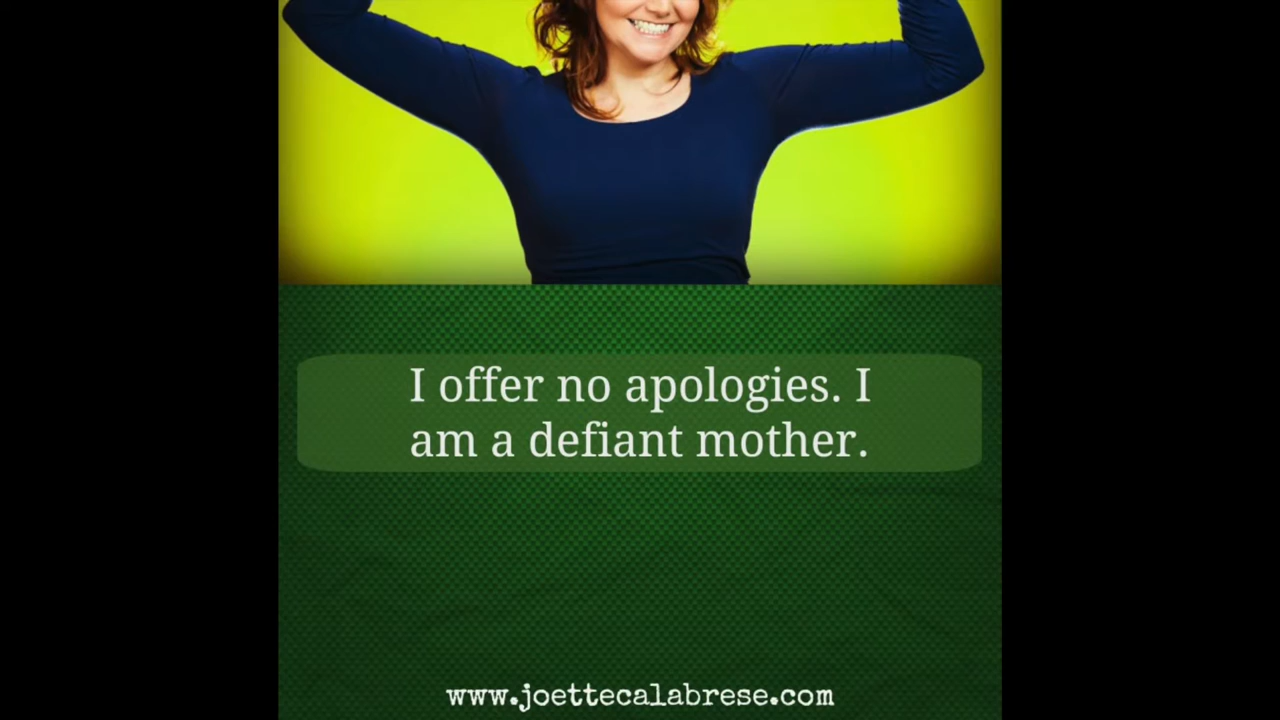 I offer no apologies. I
am a defiant mother.
www.joettecalabrese.com